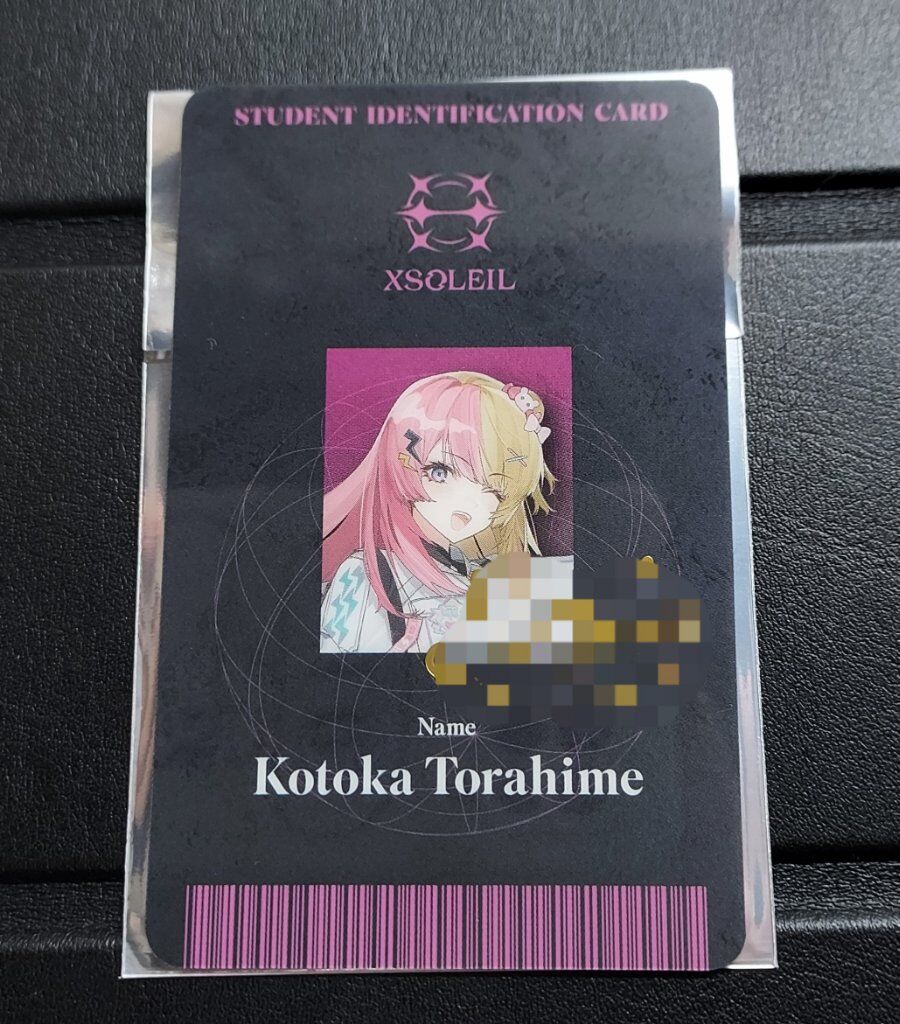 STUDENT IDENTIFICATION CARD
XSOLEIL
Name
Kotoka Torahime